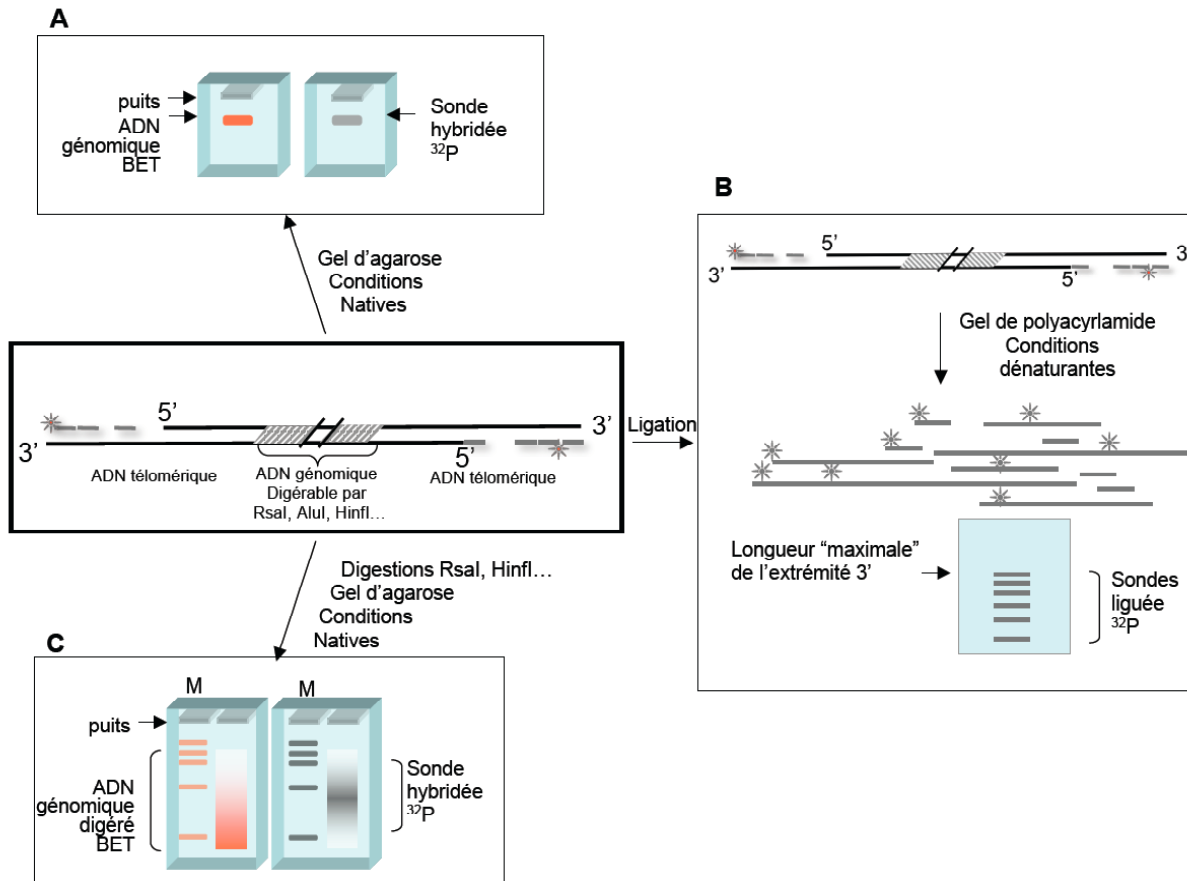 A
puits
ADN
génomique
BET
Sonde
hybridée
32P
Gel d'agarose
Conditions
Natives
5'
3'
3'
5'
ADN télomérique
ADN génomique
Digérable par
RsaI, AluI, HinfI…
ADN télomérique
Ligation
B
5'
3'
3'
5'
Gel de polyacyrlamide
Conditions
dénaturantes
Longueur “maximale”
de l'extrémité 3'
Sondes
liguée
32P
Digestions RsaI, HinfI…
Gel d'agarose
Conditions
Natives
C
M
M
puits
ADN
génomique
digéré
BET
Sonde
hybridée
32P